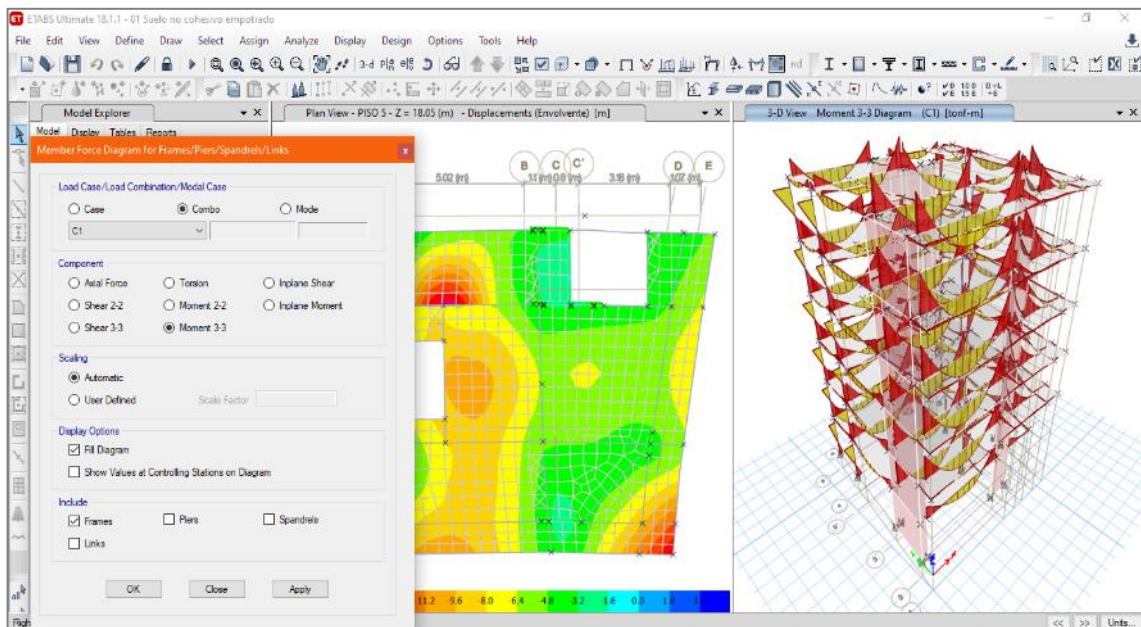 ETABS Ultimate 18.1.1 - 01 Suelo no cohesivo empotrado
File Edit View Define Draw Select Assign Analyze Display Design Options Tools Help
3-d
Model Explorer
Plan View - PISO 5 - Z = 18.05 (m) - Displacements (Envolvente) [m]
3-D View Moment 3-3 Diagram (C1) [tonf-m]
Model Display Tables Reports
Member Force Diagram for Frames/Piers/Spandrels/Links
Load Case/Load Combination/Modal Case
Case Combo Mode
C1
Component
Axial Force Torsion Inplane Shear
Shear 2-2 Moment 2-2 Inplane Moment
Shear 3-3 Moment 3-3
Scaling
Automatic
User Defined Scale Factor
Display Options
Fill Diagram
Show Values at Controlling Stations on Diagram
Include
Frames Piers Spandrels
Links
OK Close Apply
B C C' D E
5.02 (m) 3.18 (m)
11.2 -9.6 -8.0 -6.4 -4.8 -3.2 -1.6 0.0 1.6
Righ
Units...